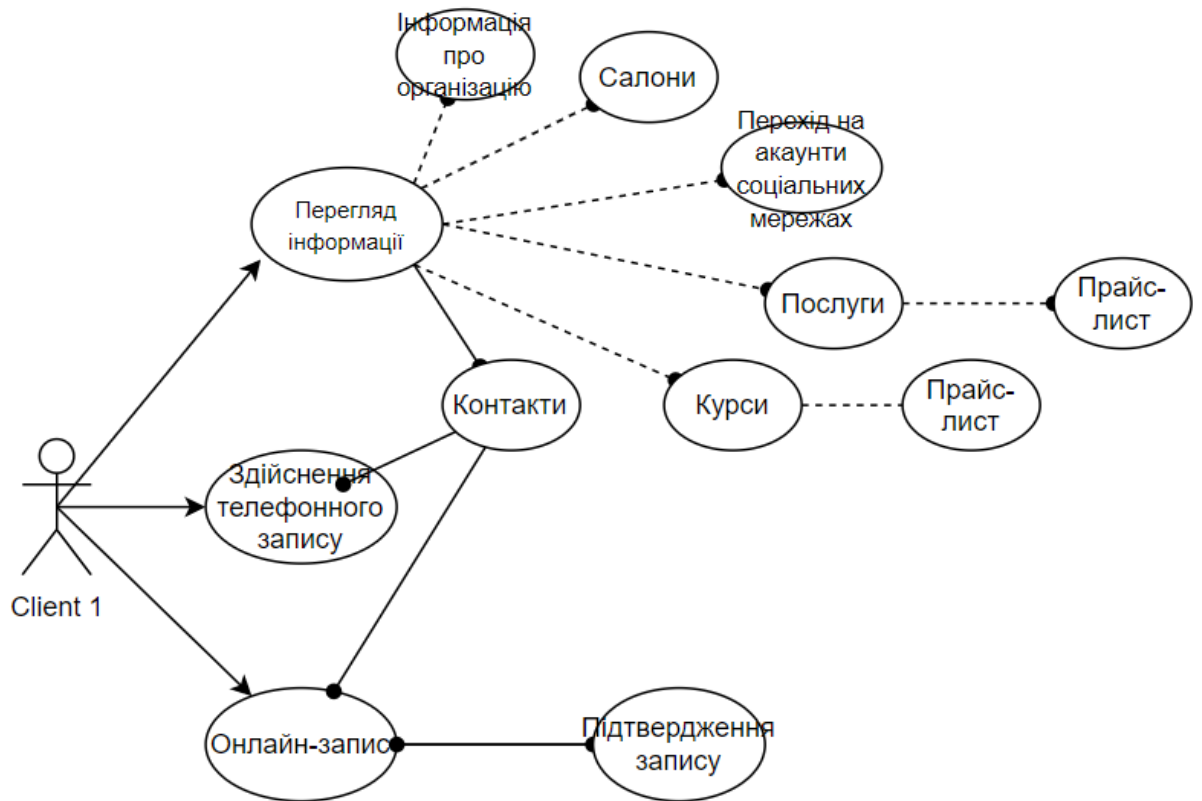 Інформація
про
організацію
Салони
Перехід на
акаунти
соціальних
мережах
Перегляд
інформації
Послуги
Прайс-
лист
Контакти
Курси
Прайс-
лист
Здійснення
телефонного
запису
Client 1
Онлайн-запис
Підтвердження
запису